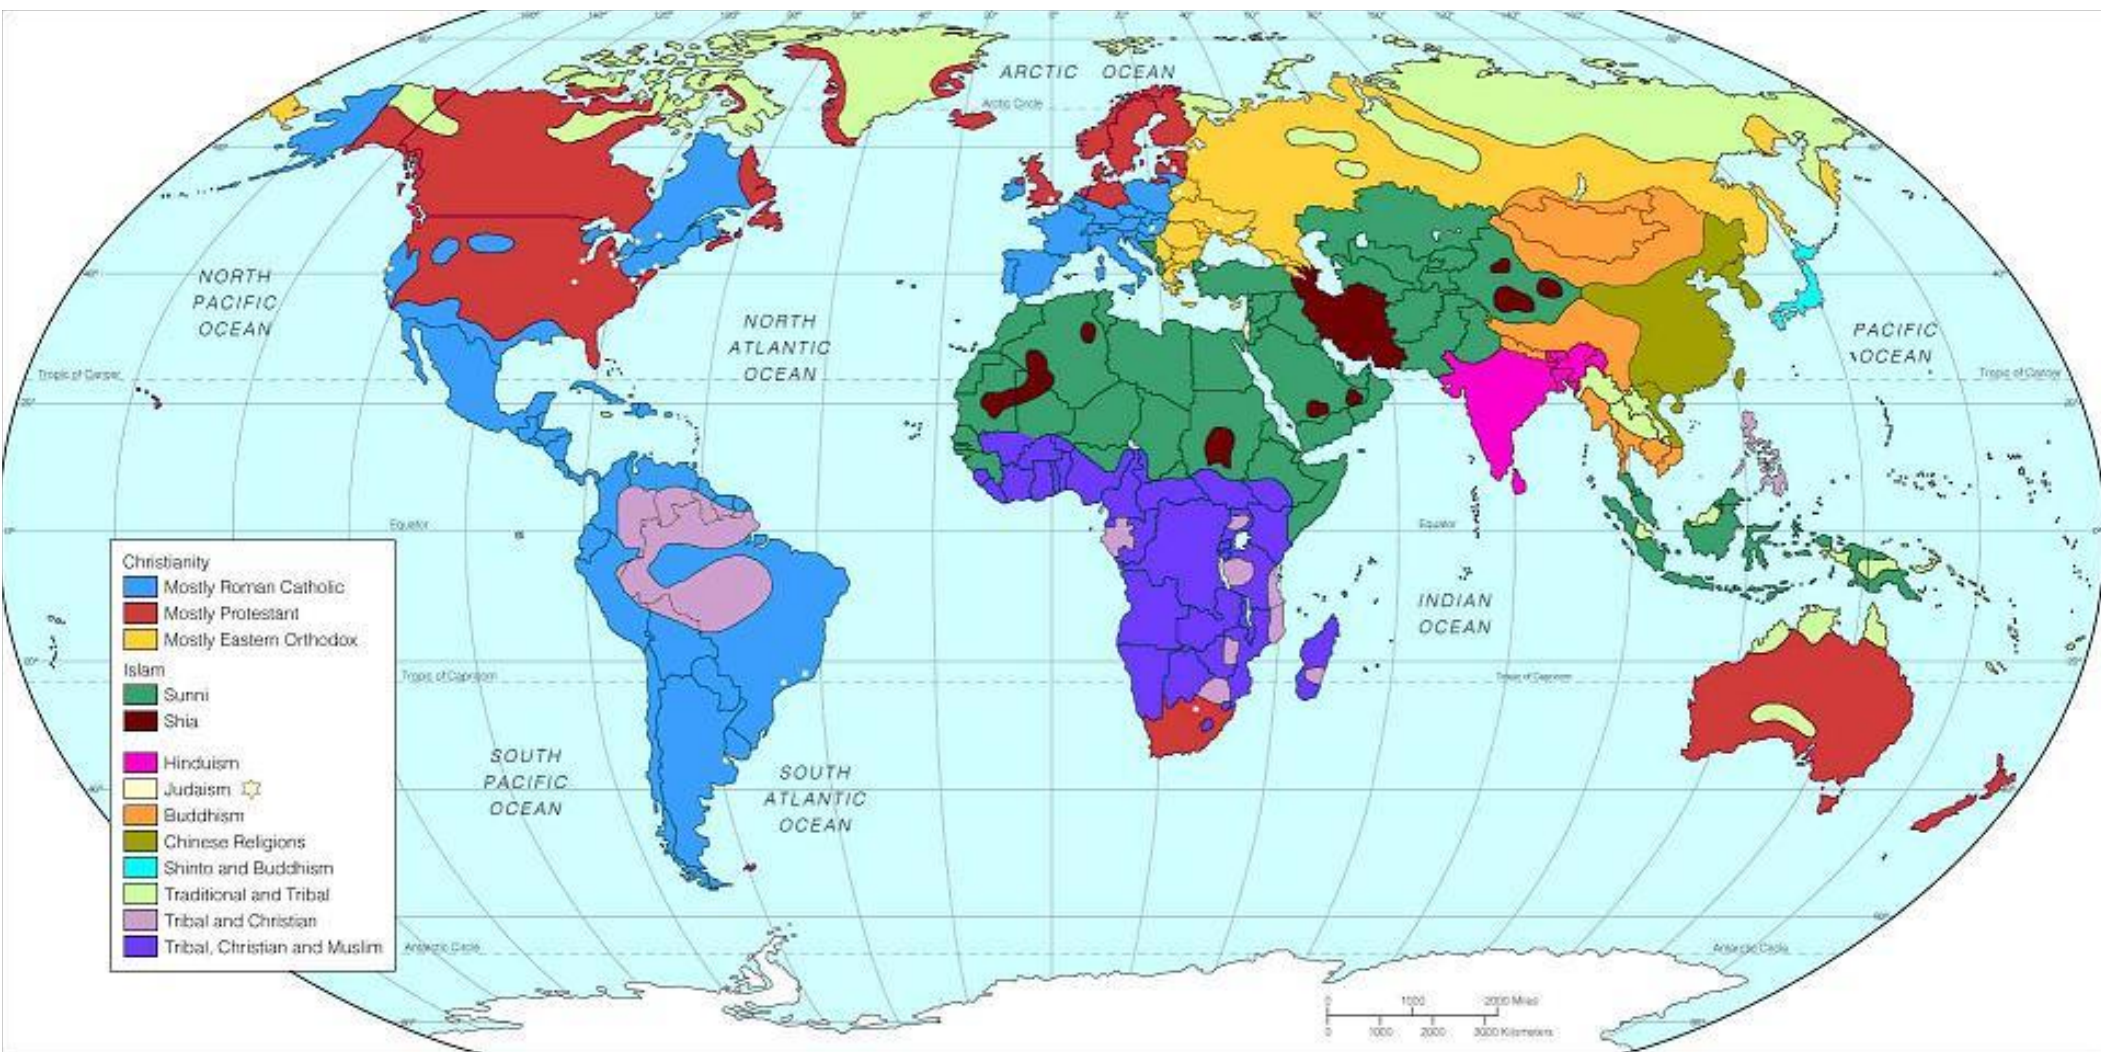 ARCTIC OCEAN
Arctic Circle
NORTH
PACIFIC
OCEAN
NORTH
ATLANTIC
OCEAN
PACIFIC
OCEAN
Tropic of Cancer
Tropic of Cancer
Equator
Equator
INDIAN
OCEAN
Tropic of Capricorn
Tropic of Capricorn
SOUTH
PACIFIC
OCEAN
SOUTH
ATLANTIC
OCEAN
Antarctic Circle
Antarctic Circle
Christianity
Mostly Roman Catholic
Mostly Protestant
Mostly Eastern Orthodox
Islam
Sunni
Shia
Hinduism
Judaism
Buddhism
Chinese Religions
Shinto and Buddhism
Traditional and Tribal
Tribal and Christian
Tribal, Christian and Muslim
0 1000 2000 Miles
0 1000 2000 3000 Kilometers